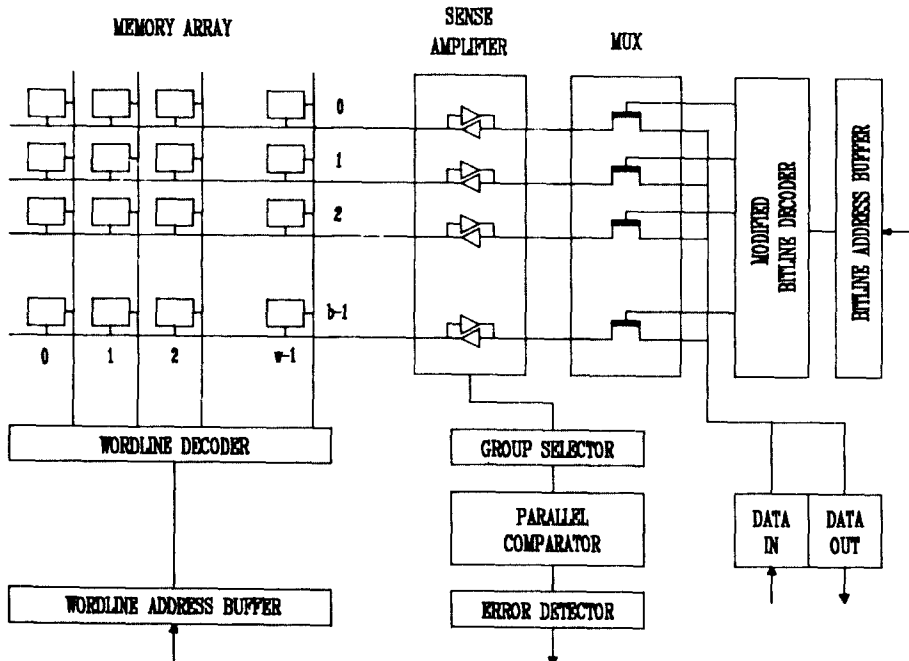 MEMORY ARRAY
SENSE
AMPLIFIER
MUX
0
1
2
b-1
0 1 2 w-1
MODIFIED
BITLINE DECODER
BITLINE ADDRESS BUFFER
WORDLINE DECODER
GROUP SELECTOR
PARALLEL
COMPARATOR
DATA
IN
DATA
OUT
WORDLINE ADDRESS BUFFER
ERROR DETECTOR